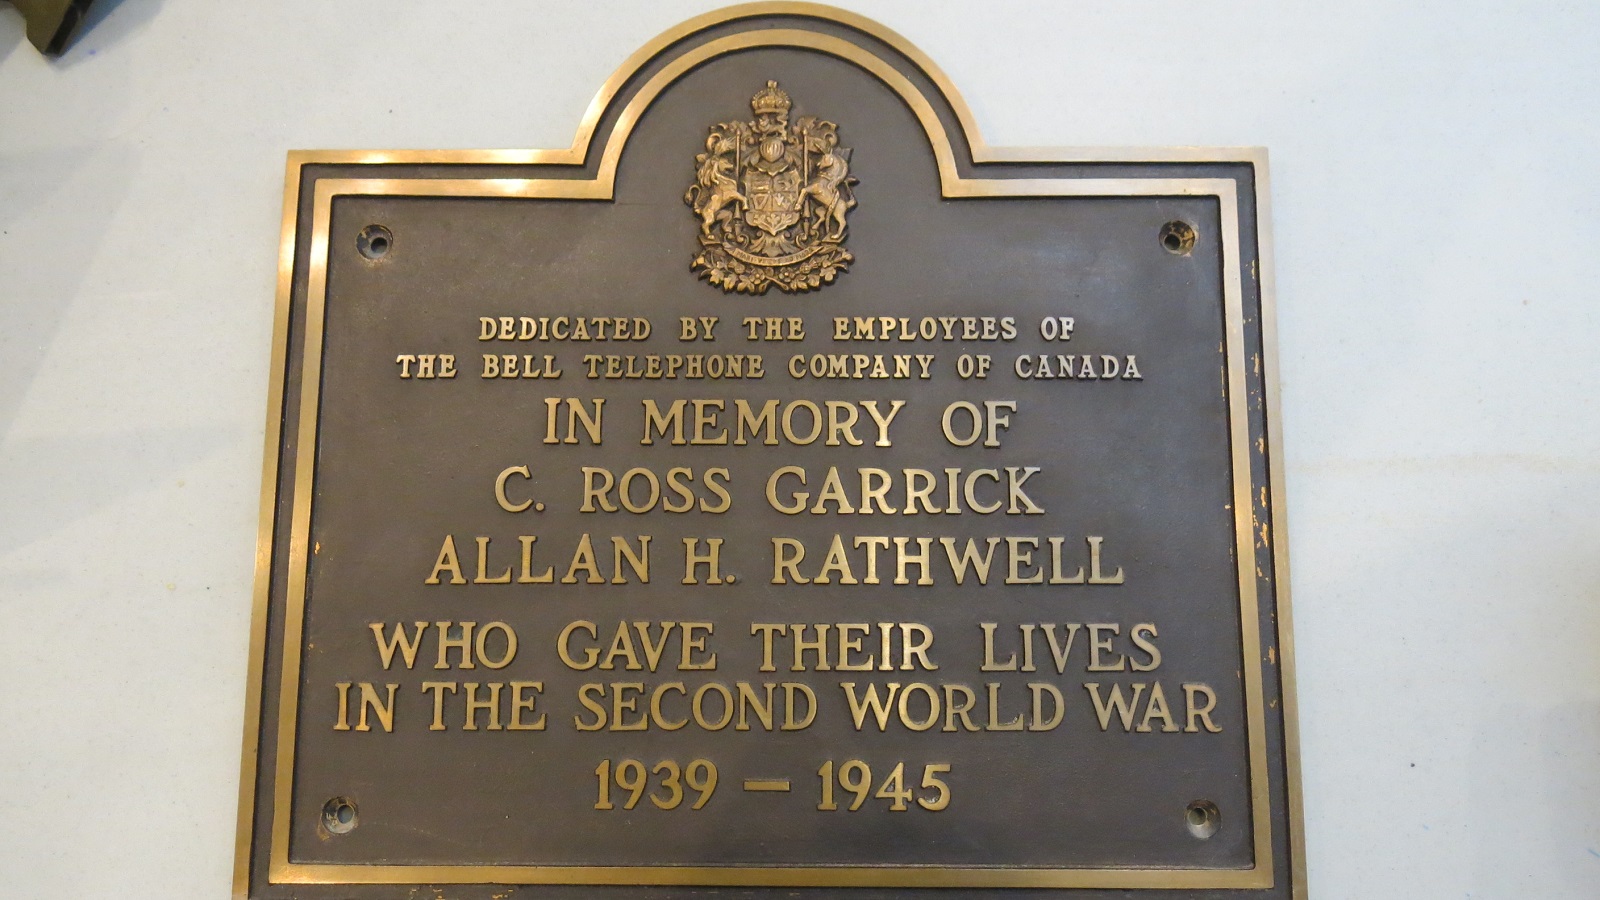 DEDICATED BY THE EMPLOYEES OF
THE BELL TELEPHONE COMPANY OF CANADA
IN MEMORY OF
C. ROSS GARRICK
ALLAN H. RATHWELL
WHO GAVE THEIR LIVES
IN THE SECOND WORLD WAR
1939 — 1945